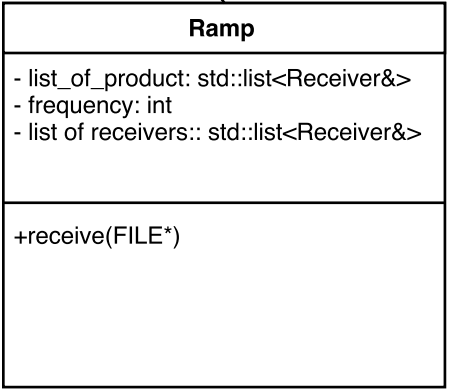 Ramp
- list_of_product: std::list<Receiver&>
- frequency: int
- list of receivers:: std::list<Receiver&>
+receive(FILE*)